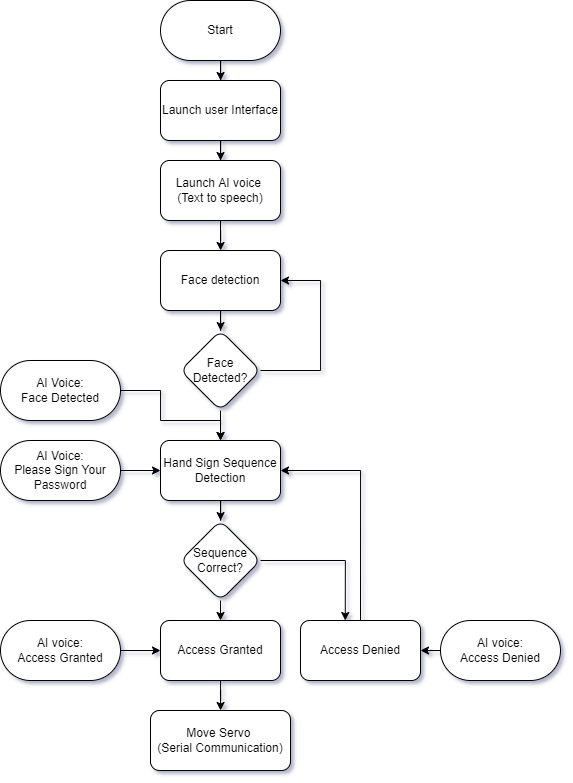 Start
Launch user Interface
Launch AI voice
(Text to speech)
Face detection
Face
Detected?
AI Voice:
Face Detected
AI Voice:
Please Sign Your
Password
Hand Sign Sequence
Detection
Sequence
Correct?
AI voice:
Access Granted
Access Granted
Access Denied
AI voice:
Access Denied
Move Servo
(Serial Communication)